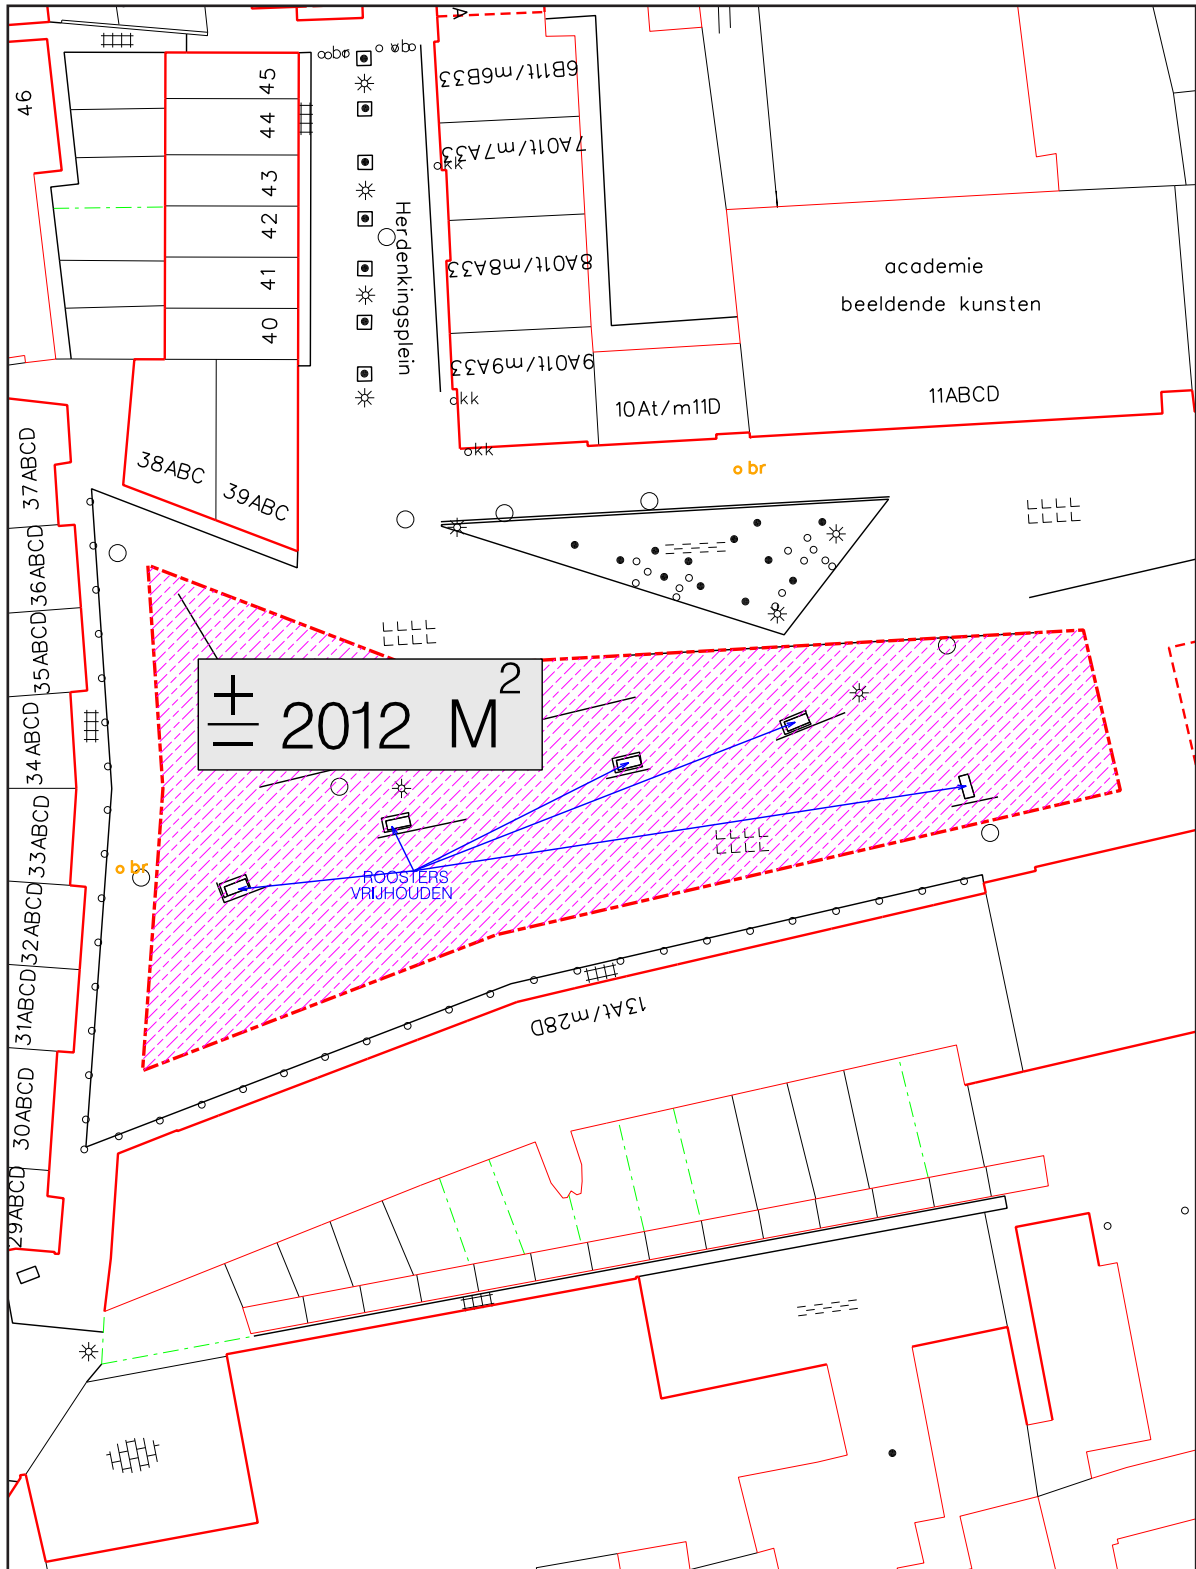 A
obr
vbo
46
45
44
43
42
41
40
6B11t/m6B33
7A01t/m7A33
8A01t/m8A33
9A01t/m9A33
okk
Herdenkingsplein
okk
okk
academie
beeldende kunsten
10At/m11D
11ABCD
br
38ABC
39ABC
37ABCD
36ABCD
35ABCD
34ABCD
33ABCD
32ABCD
31ABCD
30ABCD
29ABCD
± 2012 M²
br
ROOSTERS
VRIJHOUDEN
13At/m28D